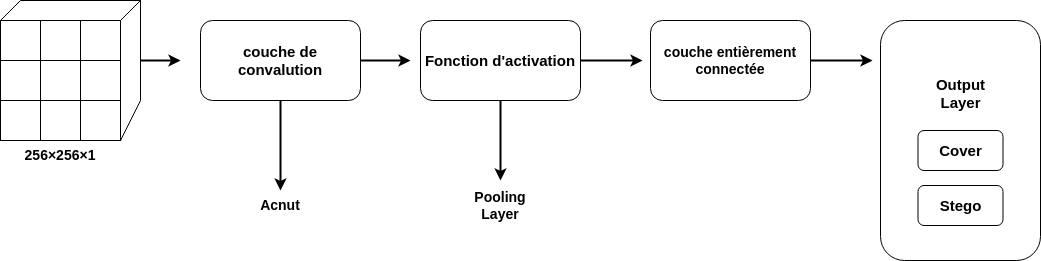 256×256×1
couche de
convalution
Acnut
Fonction d'activation
Pooling
Layer
couche entièrement
connectée
Output
Layer
Cover
Stego